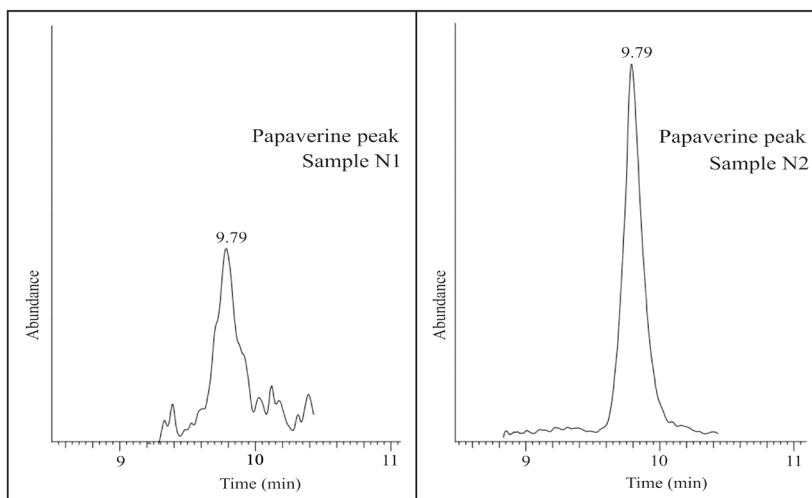 9.79
Papaverine peak
Sample N1
Abundance
9
10
11
Time (min)
9.79
Papaverine peak
Sample N2
Abundance
9
10
11
Time (min)